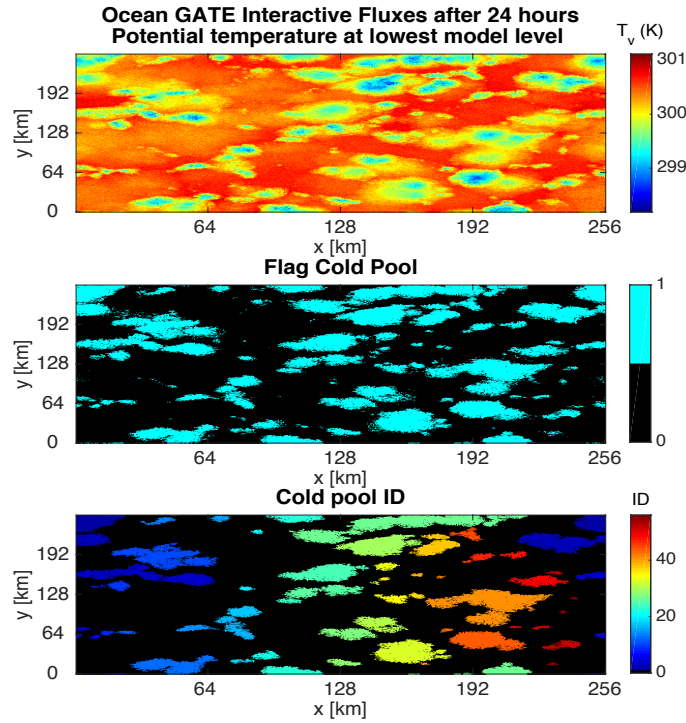 Ocean GATE Interactive Fluxes after 24 hours
Potential temperature at lowest model level
T_v (K)
y [km]
192
128
64
0
64
128
192
256
x [km]
301
300
299
Flag Cold Pool
y [km]
192
128
64
0
64
128
192
256
x [km]
1
0
Cold pool ID
ID
y [km]
192
128
64
0
64
128
192
256
x [km]
40
20
0